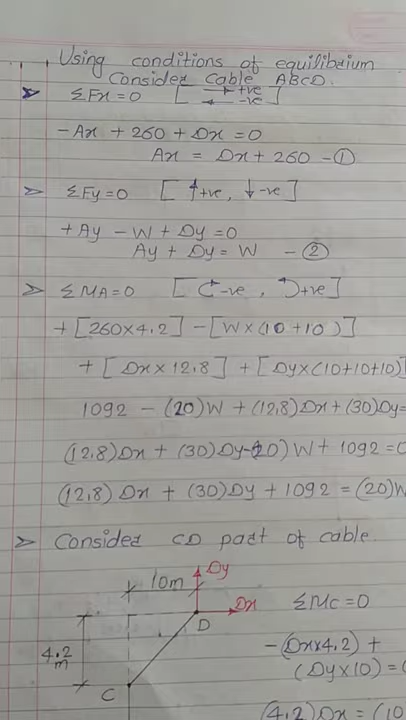 Using conditions of equilibrium
Consider Cable ABCD.
➤ ΣFx=0 [ → +ve ← -ve ]
-Ax + 260 + Dx = 0
Ax = Dx + 260 - ①
➤ ΣFy=0 [ ↑+ve, ↓-ve ]
+Ay - W + Dy = 0
Ay + Dy = W - ②
➤ ΣMA=0 [ ↻-ve , ↺+ve ]
+[260×4.2] - [W×(10+10)]
+ [Dx×12.8] + [Dy×(10+10+10)]
1092 - (20)W + (12.8)Dx + (30)Dy=
(12.8)Dx + (30)Dy-(20)W + 1092 = 0
(12.8)Dx + (30)Dy + 1092 = (20)W
➤ Consider CD part of cable.
10m Dy
Dx ΣMc=0
D
4.2 m
-(Dx×4.2) +
(Dy×10) =
C
(4.2)Dx = (10